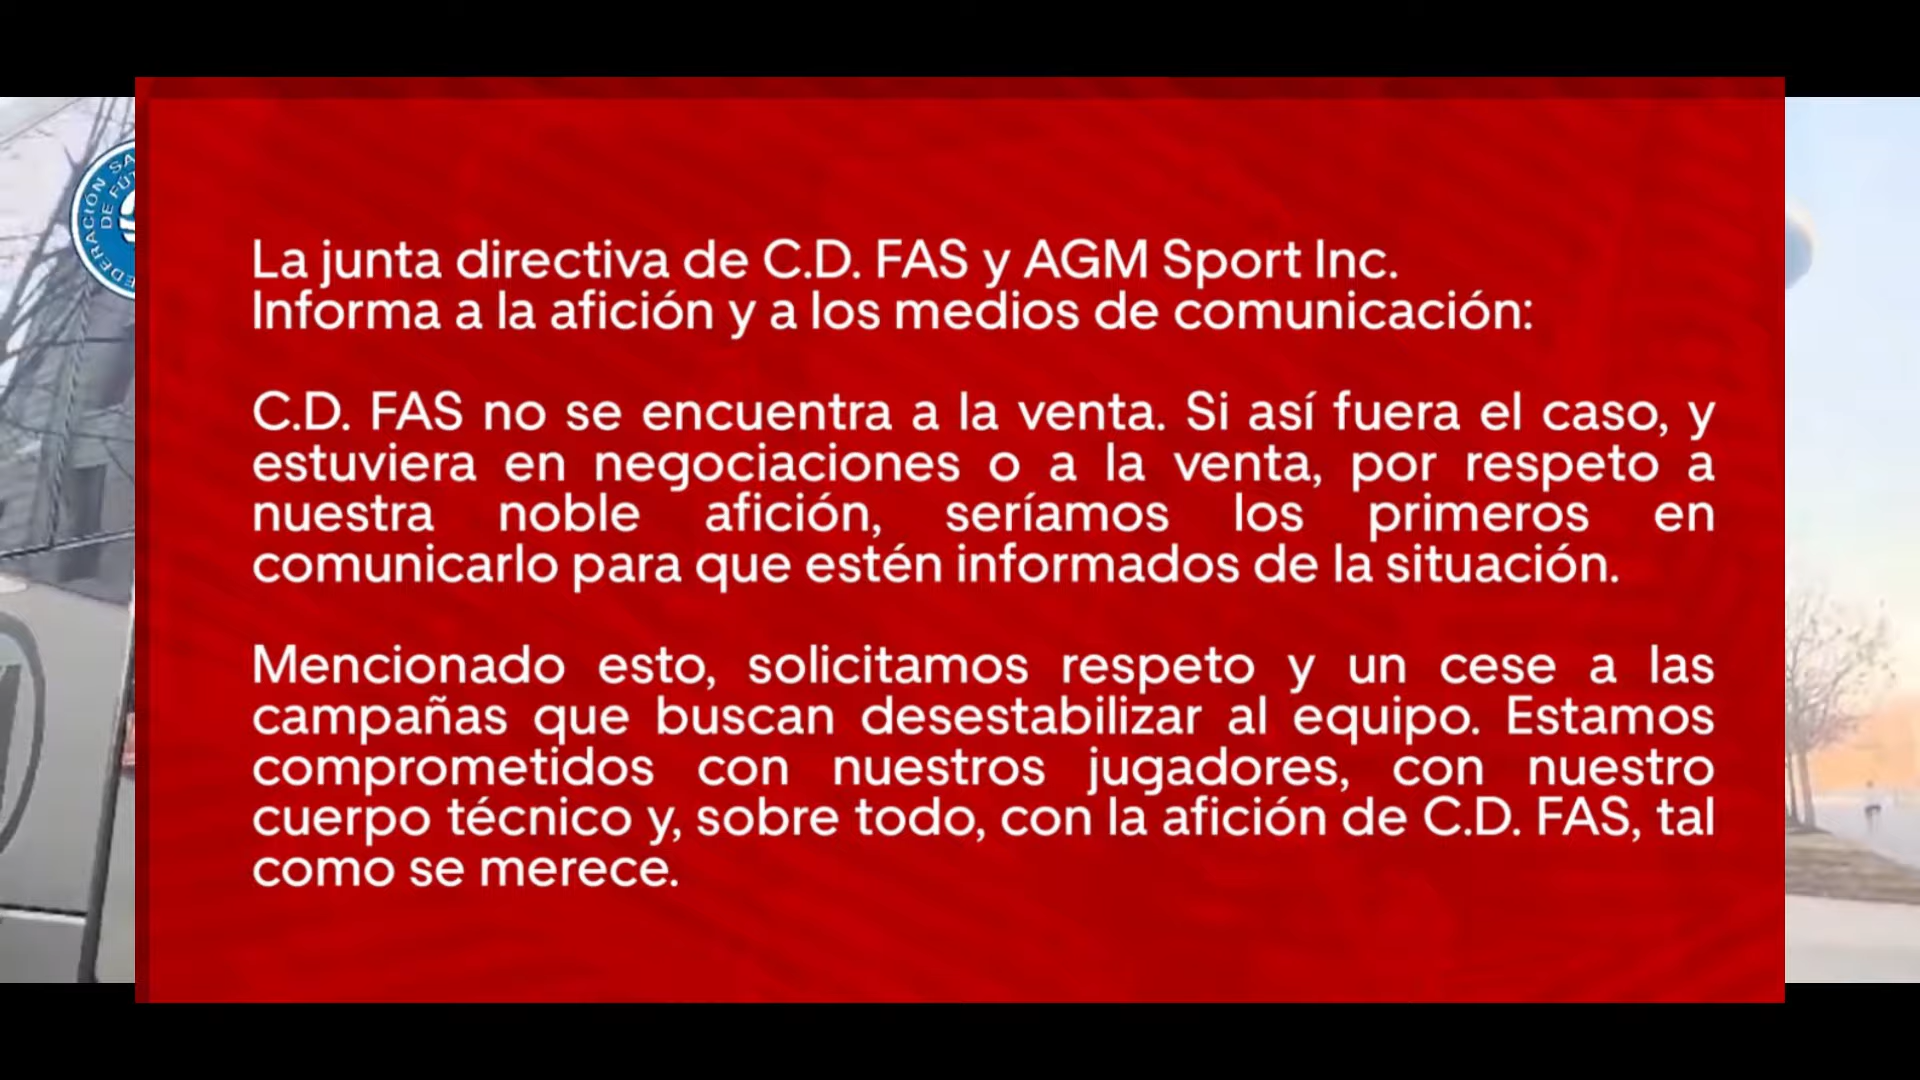 La junta directiva de C.D. FAS y AGM Sport Inc.
Informa a la afición y a los medios de comunicación:
C.D. FAS no se encuentra a la venta. Si así fuera el caso, y
estuviera en negociaciones o a la venta, por respeto a
nuestra noble afición, seríamos los primeros en
comunicarlo para que estén informados de la situación.
Mencionado esto, solicitamos respeto y un cese a las
campañas que buscan desestabilizar al equipo. Estamos
comprometidos con nuestros jugadores, con nuestro
cuerpo técnico y, sobre todo, con la afición de C.D. FAS, tal
como se merece.